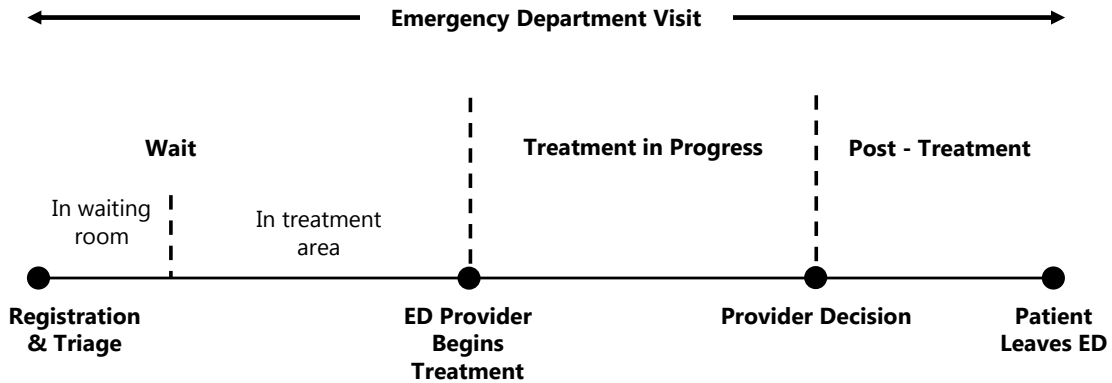 Emergency Department Visit
Wait
Treatment in Progress
Post - Treatment
In waiting
room
In treatment
area
Registration
& Triage
ED Provider
Begins
Treatment
Provider Decision
Patient
Leaves ED